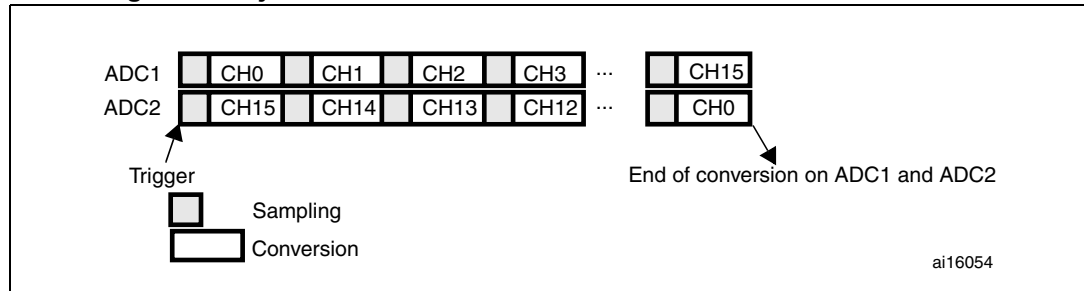 ADC1 CH0 CH1 CH2 CH3 ... CH15
ADC2 CH15 CH14 CH13 CH12 ... CH0
Trigger
End of conversion on ADC1 and ADC2
Sampling
Conversion
ai16054